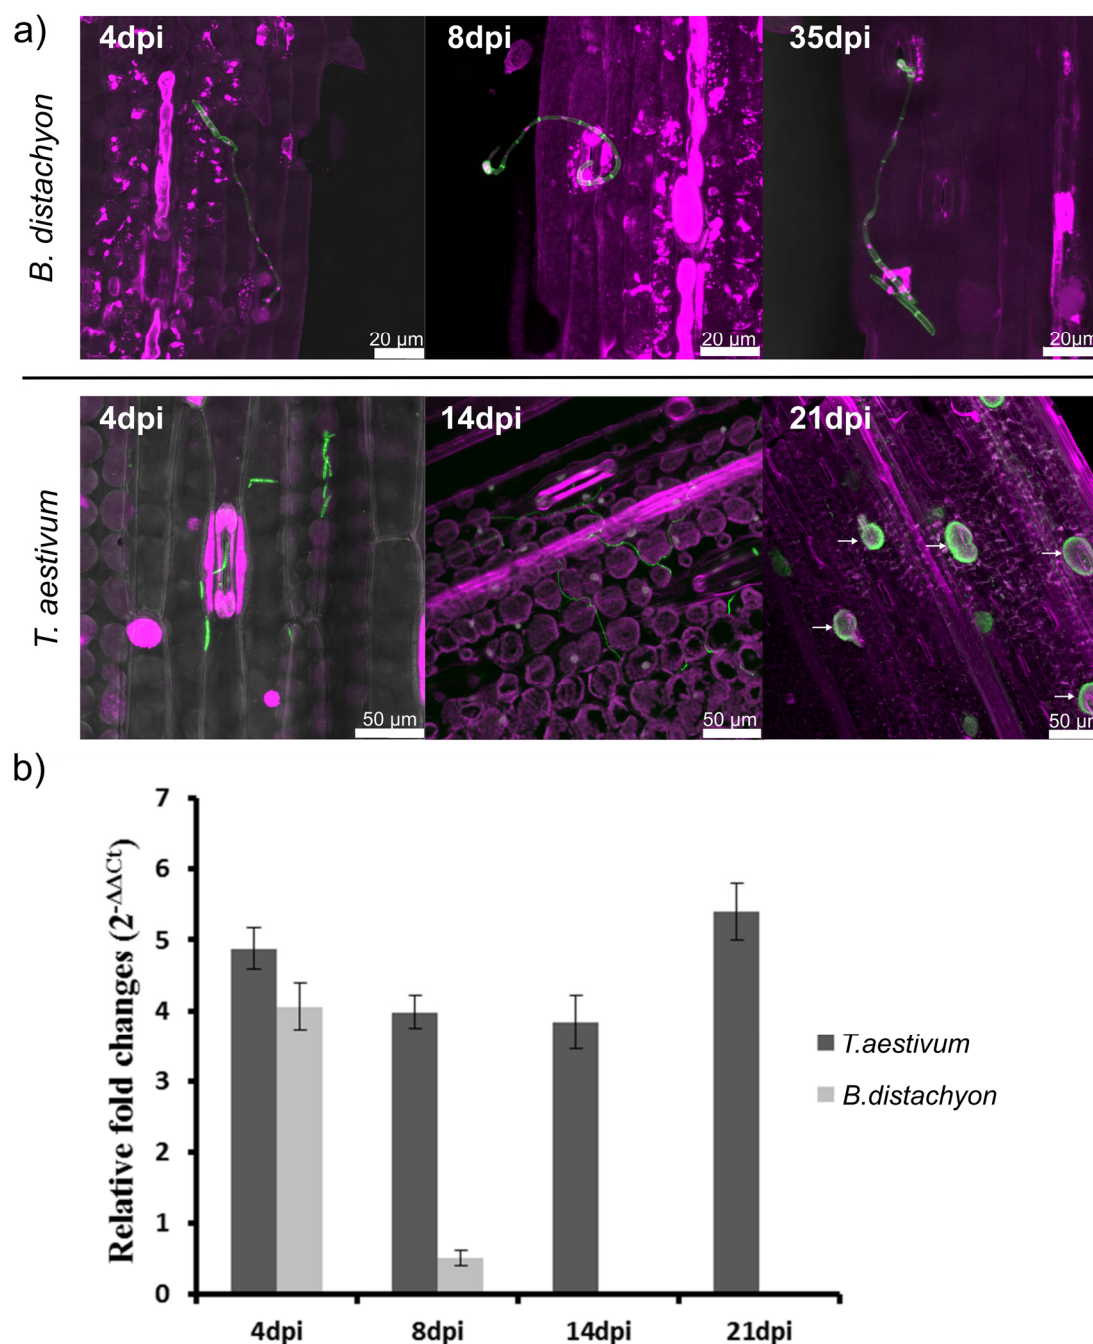 a)
B. distachyon
4dpi
8dpi
35dpi
20 µm
20 µm
20µm
T. aestivum
4dpi
14dpi
21dpi
50 µm
50 µm
50 µm
b)
Relative fold changes (2-ΔΔCt)
7
6
5
4
3
2
1
0
4dpi
8dpi
14dpi
21dpi
T.aestivum
B.distachyon